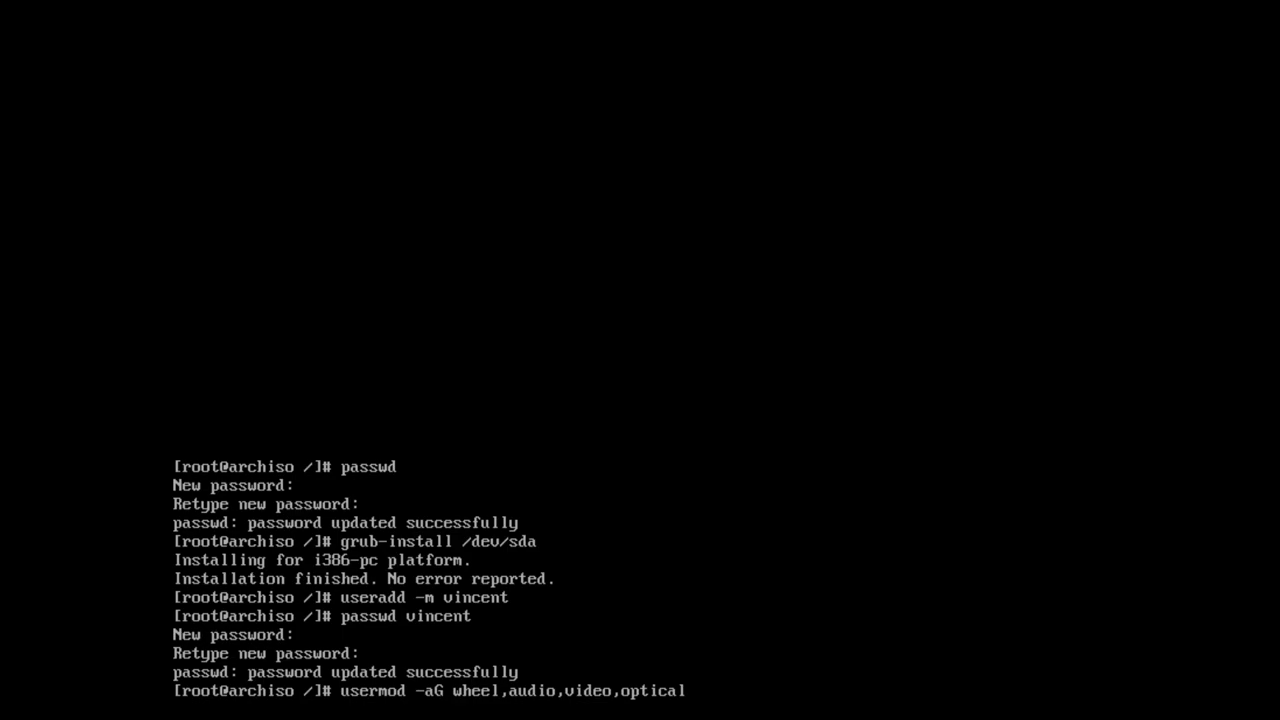 [root@archiso /]# passwd
New password:
Retype new password:
passwd: password updated successfully
[root@archiso /]# grub-install /dev/sda
Installing for i386-pc platform.
Installation finished. No error reported.
[root@archiso /]# useradd -m vincent
[root@archiso /]# passwd vincent
New password:
Retype new password:
passwd: password updated successfully
[root@archiso /]# usermod -aG wheel,audio,video,optical